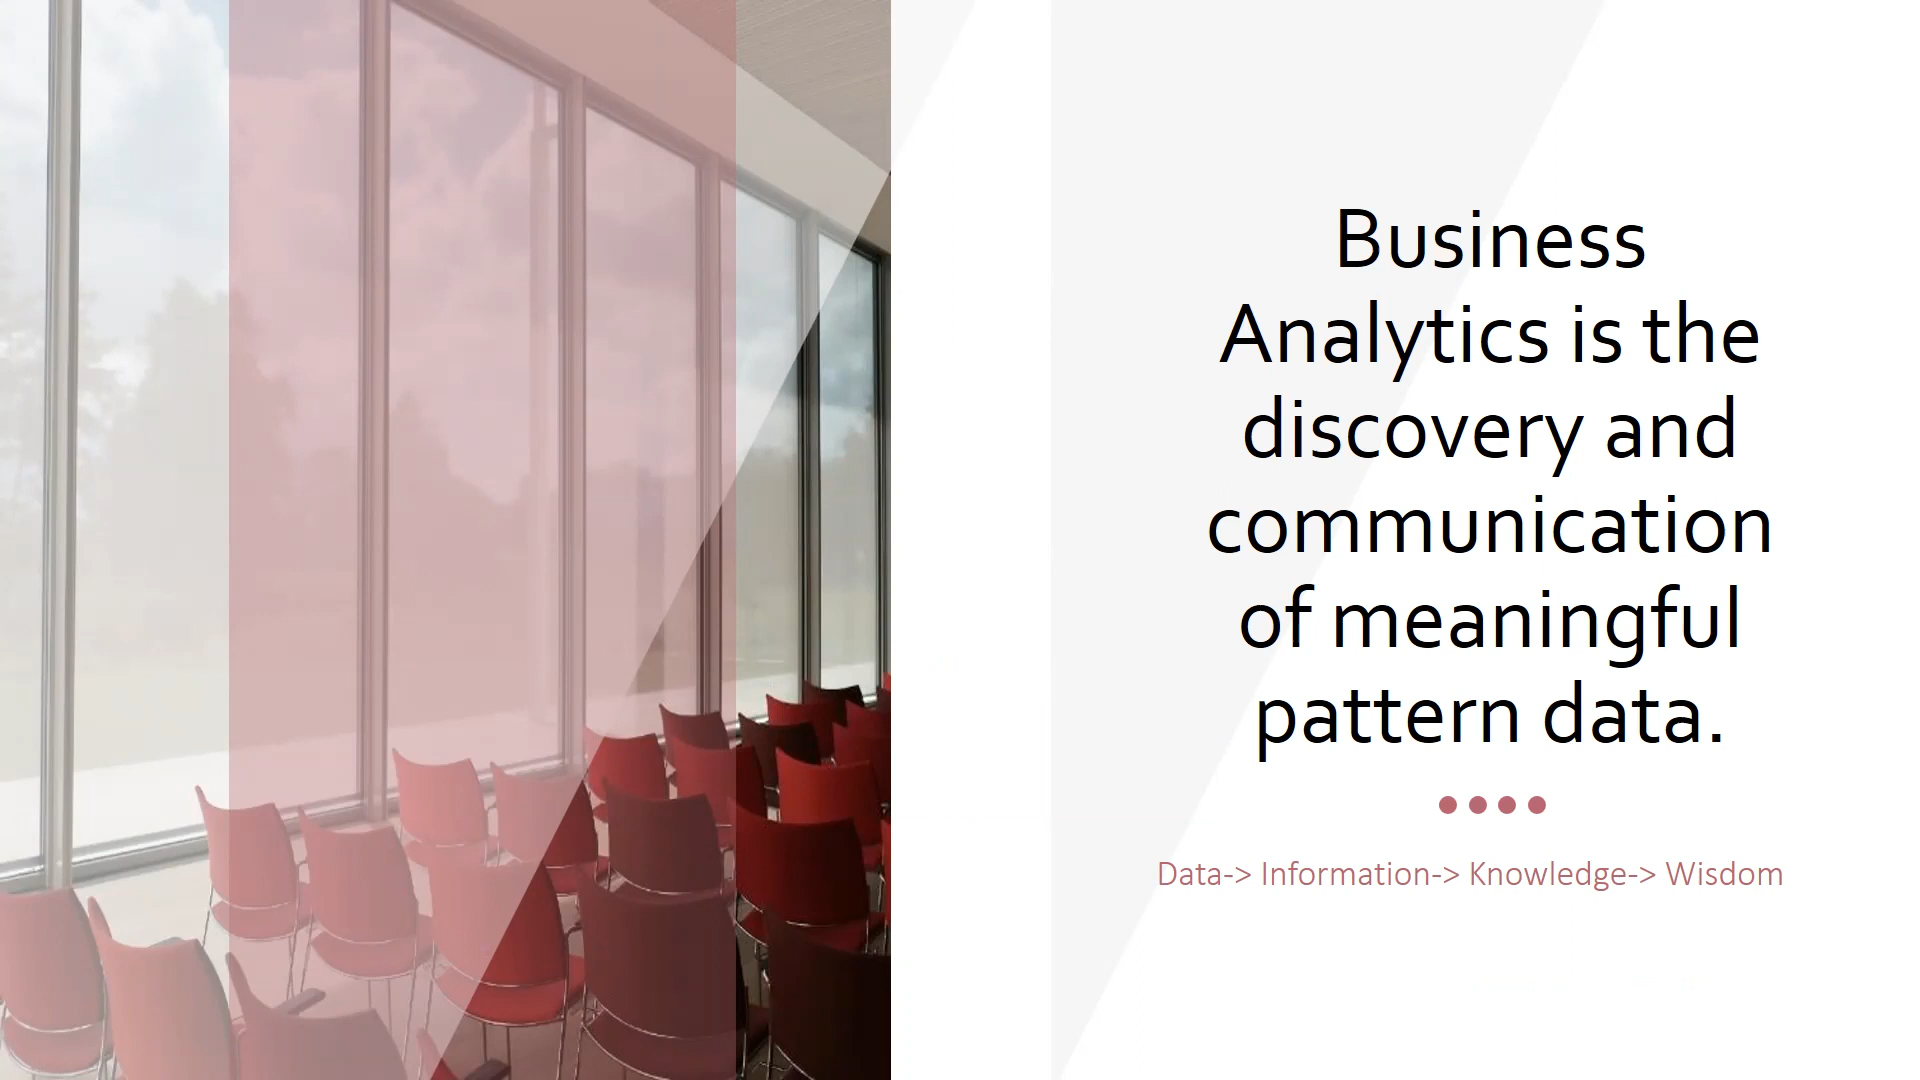 Business
Analytics is the
discovery and
communication
of meaningful
pattern data.
Data-> Information-> Knowledge-> Wisdom